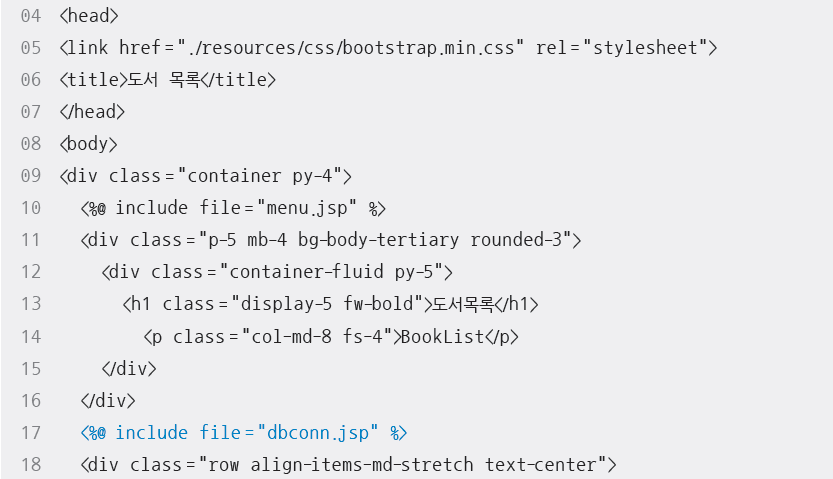 04 <head>
05 <link href="./resources/css/bootstrap.min.css" rel="stylesheet">
06 <title>도서 목록</title>
07 </head>
08 <body>
09 <div class="container py-4">
10 <%@ include file="menu.jsp" %>
11 <div class="p-5 mb-4 bg-body-tertiary rounded-3">
12 <div class="container-fluid py-5">
13 <h1 class="display-5 fw-bold">도서목록</h1>
14 <p class="col-md-8 fs-4">BookList</p>
15 </div>
16 </div>
17 <%@ include file="dbconn.jsp" %>
18 <div class="row align-items-md-stretch text-center">